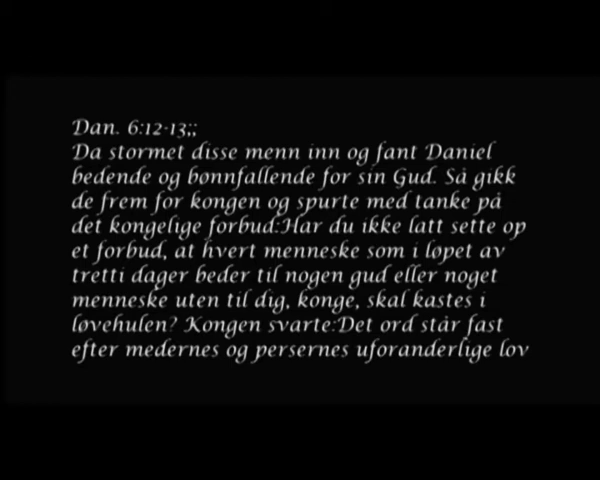 Dan. 6:12-13;;
Da stormet disse menn inn og fant Daniel
bedende og bønnfallende for sin Gud. Så gikk
de frem for kongen og spurte med tanke på
det kongelige forbud:Har du ikke latt sette op
et forbud, at hvert menneske som i løpet av
tretti dager beder til nogen gud eller noget
menneske uten til dig, konge, skal kastes i
løvehulen? Kongen svarte:Det ord står fast
efter medernes og persernes uforanderlige lov